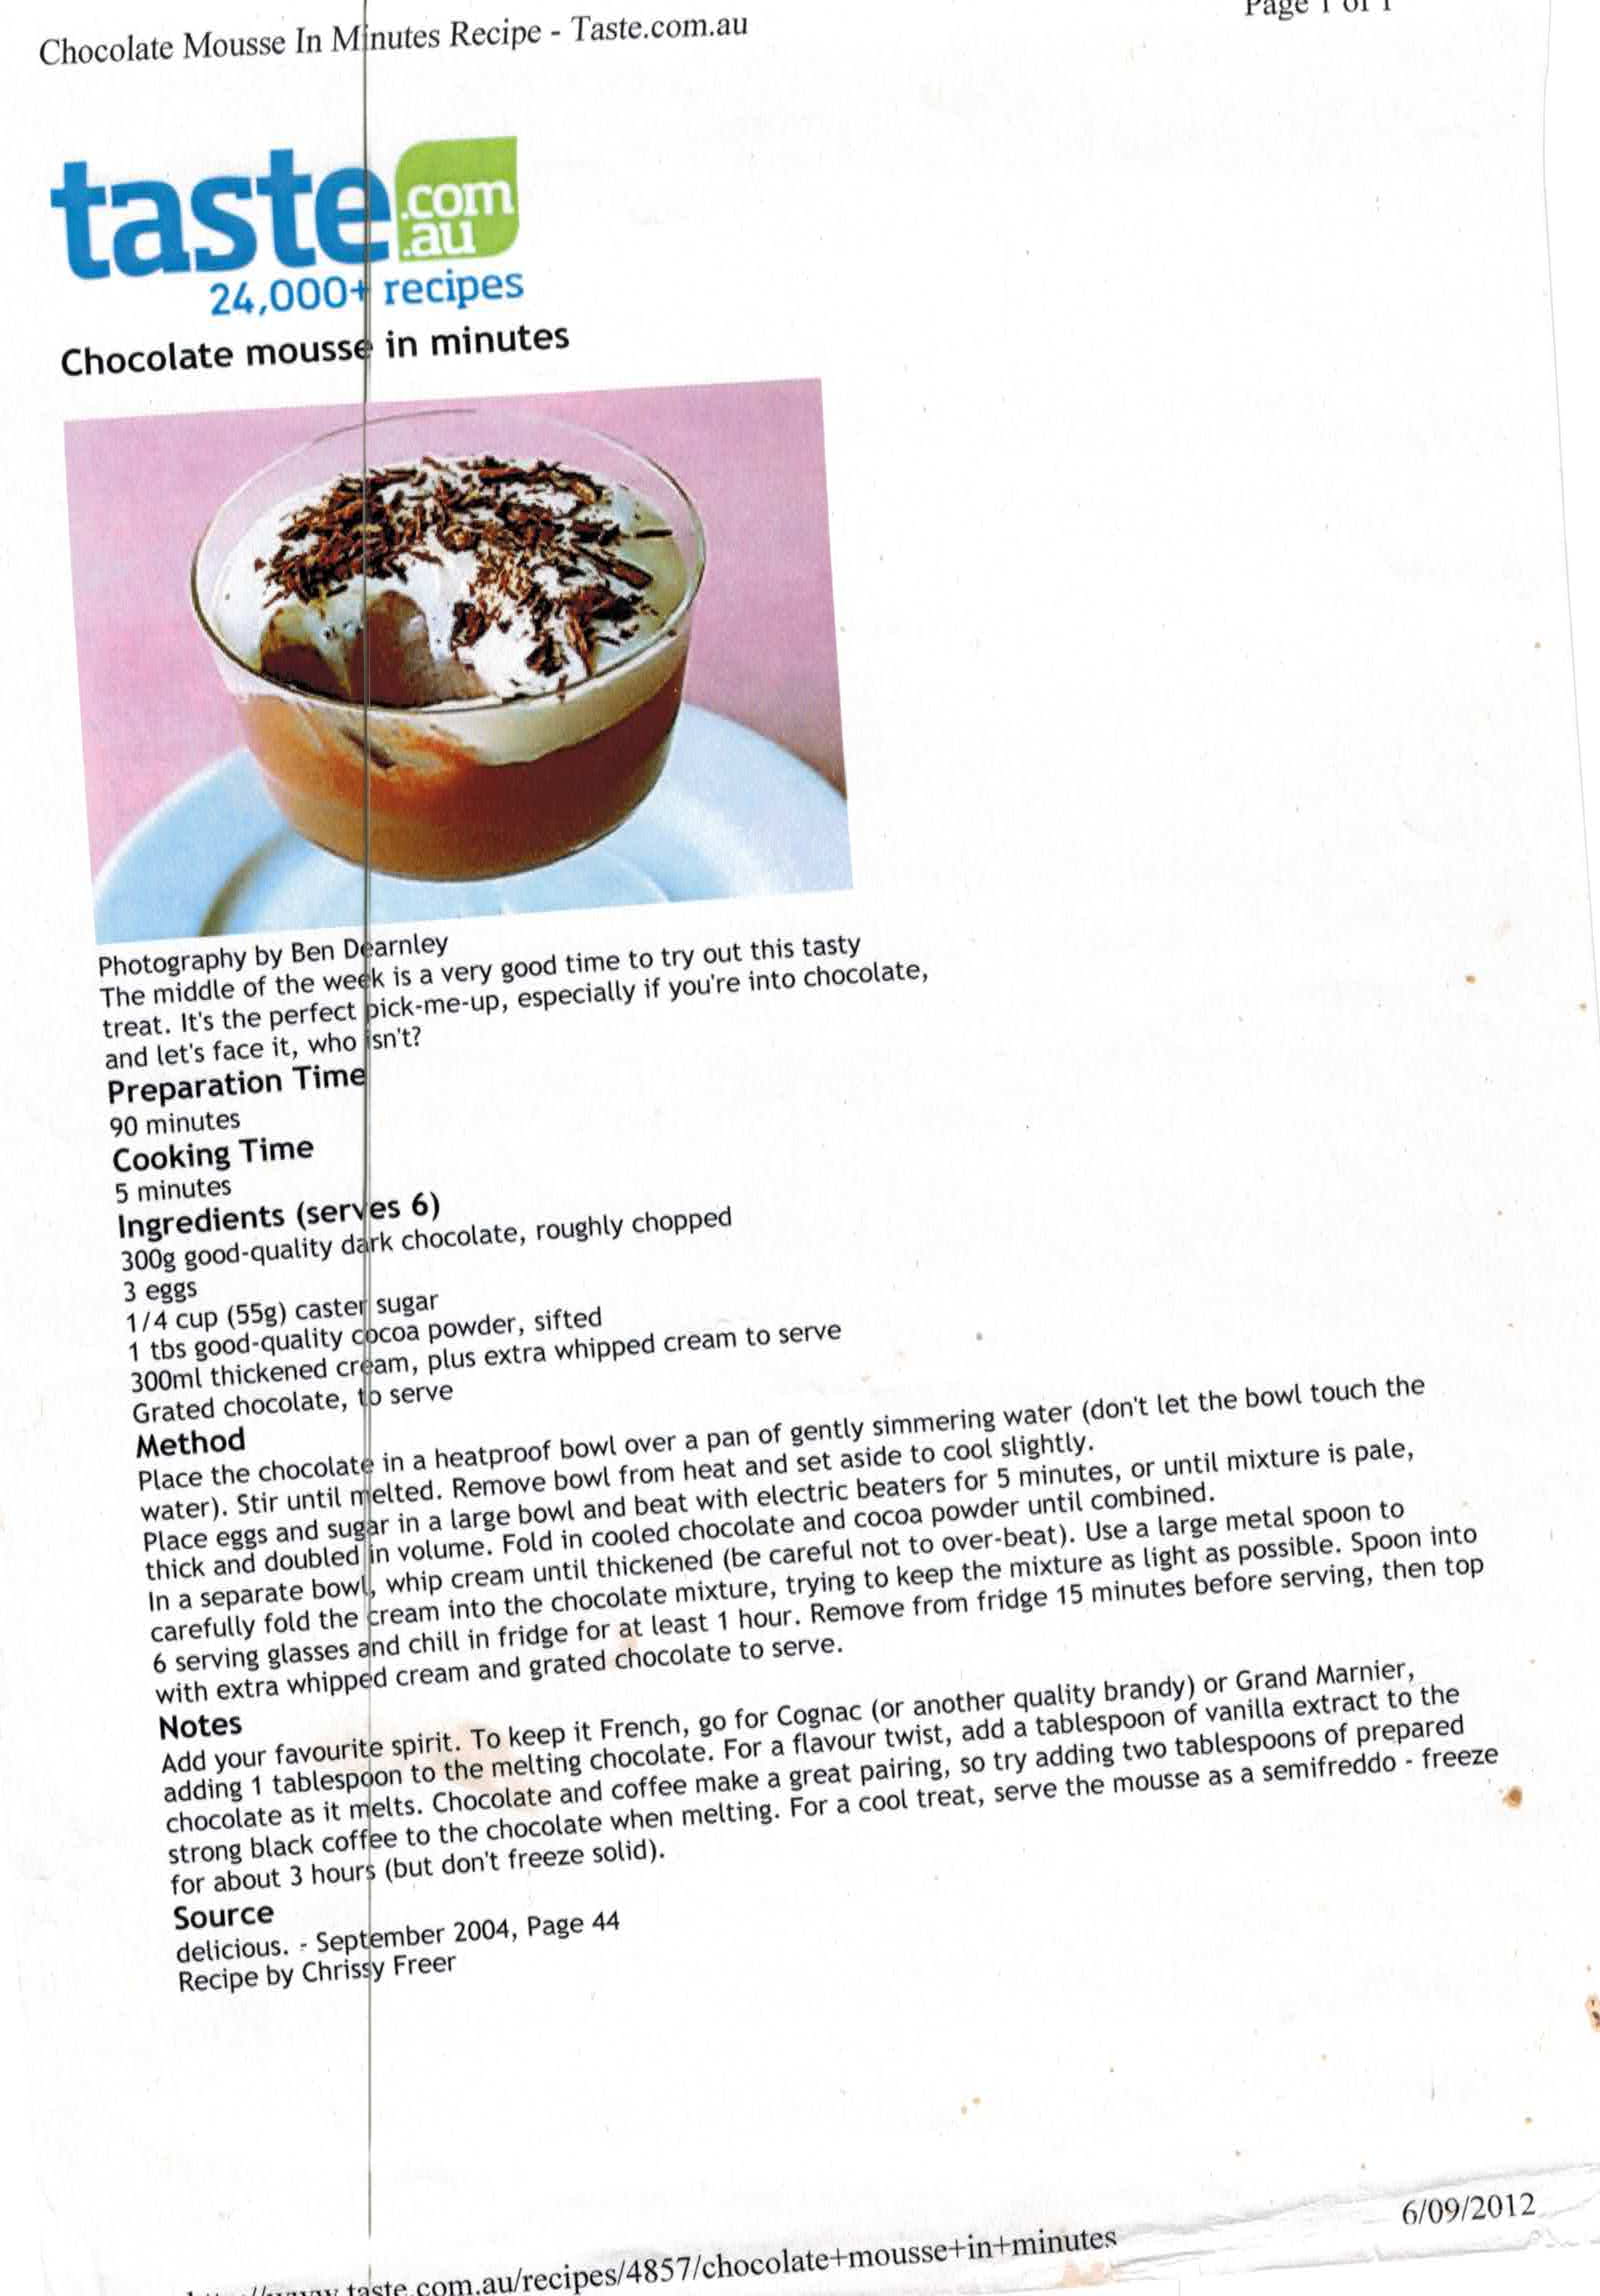 Chocolate Mousse In Minutes Recipe - Taste.com.au
Page 1 of 1
taste.com
.au
24,000+ recipes
Chocolate mousse in minutes
Photography by Ben Dearnley
The middle of the week is a very good time to try out this tasty
treat. It's the perfect pick-me-up, especially if you're into chocolate,
and let's face it, who isn't?
Preparation Time
90 minutes
Cooking Time
5 minutes
Ingredients (serves 6)
300g good-quality dark chocolate, roughly chopped
3 eggs
1/4 cup (55g) caster sugar
1 tbs good-quality cocoa powder, sifted
300ml thickened cream, plus extra whipped cream to serve
Grated chocolate, to serve
Method
Place the chocolate in a heatproof bowl over a pan of gently simmering water (don't let the bowl touch the
water). Stir until melted. Remove bowl from heat and set aside to cool slightly.
Place eggs and sugar in a large bowl and beat with electric beaters for 5 minutes, or until mixture is pale,
thick and doubled in volume. Fold in cooled chocolate and cocoa powder until combined.
In a separate bowl, whip cream until thickened (be careful not to over-beat). Use a large metal spoon to
carefully fold the cream into the chocolate mixture, trying to keep the mixture as light as possible. Spoon into
6 serving glasses and chill in fridge for at least 1 hour. Remove from fridge 15 minutes before serving, then top
with extra whipped cream and grated chocolate to serve.
Notes
Add your favourite spirit. To keep it French, go for Cognac (or another quality brandy) or Grand Marnier,
adding 1 tablespoon to the melting chocolate. For a flavour twist, add a tablespoon of vanilla extract to the
chocolate as it melts. Chocolate and coffee make a great pairing, so try adding two tablespoons of prepared
strong black coffee to the chocolate when melting. For a cool treat, serve the mousse as a semifreddo - freeze
for about 3 hours (but don't freeze solid).
Source
delicious. - September 2004, Page 44
Recipe by Chrissy Freer
taste.com.au/recipes/4857/chocolate+mousse+in+minutes
6/09/2012